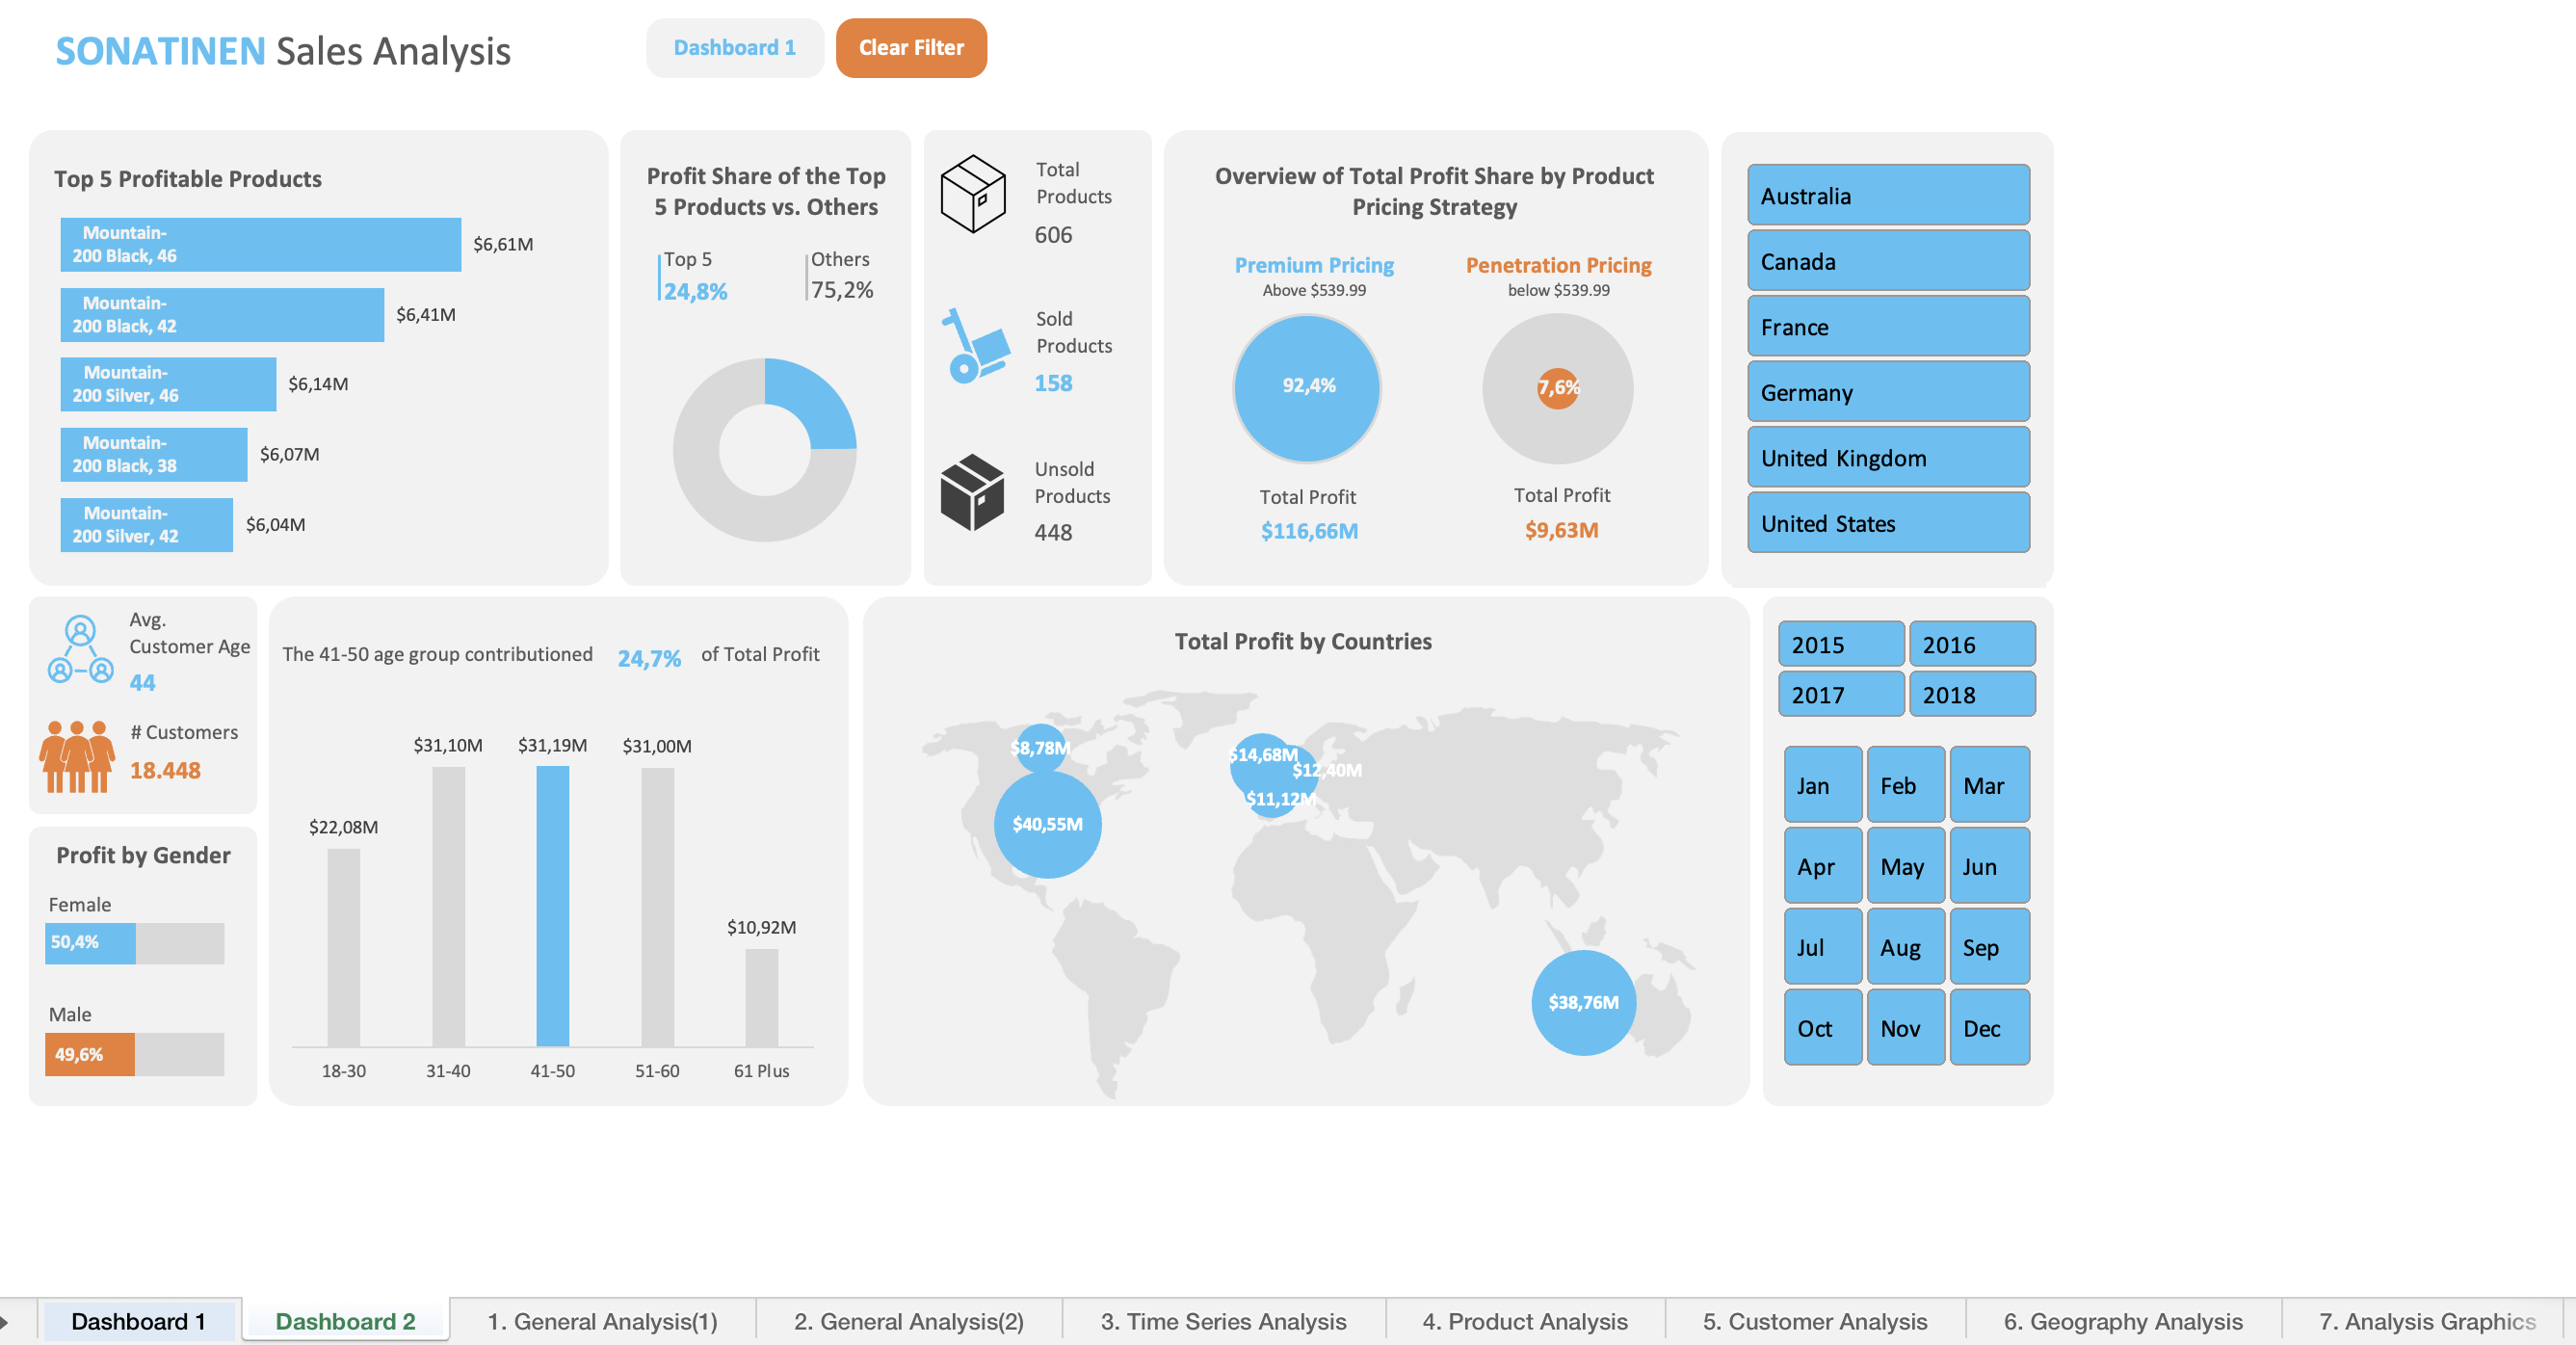 SONATINEN Sales Analysis
Dashboard 1
Clear Filter
Top 5 Profitable Products
Mountain-
200 Black, 46
$6,61M
Mountain-
200 Black, 42
$6,41M
Mountain-
200 Silver, 46
$6,14M
Mountain-
200 Black, 38
$6,07M
Mountain-
200 Silver, 42
$6,04M
Profit Share of the Top
5 Products vs. Others
Top 5
24,8%
Others
75,2%
Total
Products
606
Sold
Products
158
Unsold
Products
448
Overview of Total Profit Share by Product
Pricing Strategy
Premium Pricing
Above $539.99
92,4%
Total Profit
$116,66M
Penetration Pricing
below $539.99
7,6%
Total Profit
$9,63M
Australia
Canada
France
Germany
United Kingdom
United States
Avg.
Customer Age
44
# Customers
18.448
Profit by Gender
Female
50,4%
Male
49,6%
The 41-50 age group contributioned 24,7% of Total Profit
$22,08M
$31,10M
$31,19M
$31,00M
$10,92M
18-30
31-40
41-50
51-60
61 Plus
Total Profit by Countries
$8,78M
$40,55M
$14,68M
$12,40M
$11,12M
$38,76M
2015
2016
2017
2018
Jan
Feb
Mar
Apr
May
Jun
Jul
Aug
Sep
Oct
Nov
Dec
Dashboard 1
Dashboard 2
1. General Analysis(1)
2. General Analysis(2)
3. Time Series Analysis
4. Product Analysis
5. Customer Analysis
6. Geography Analysis
7. Analysis Graphics